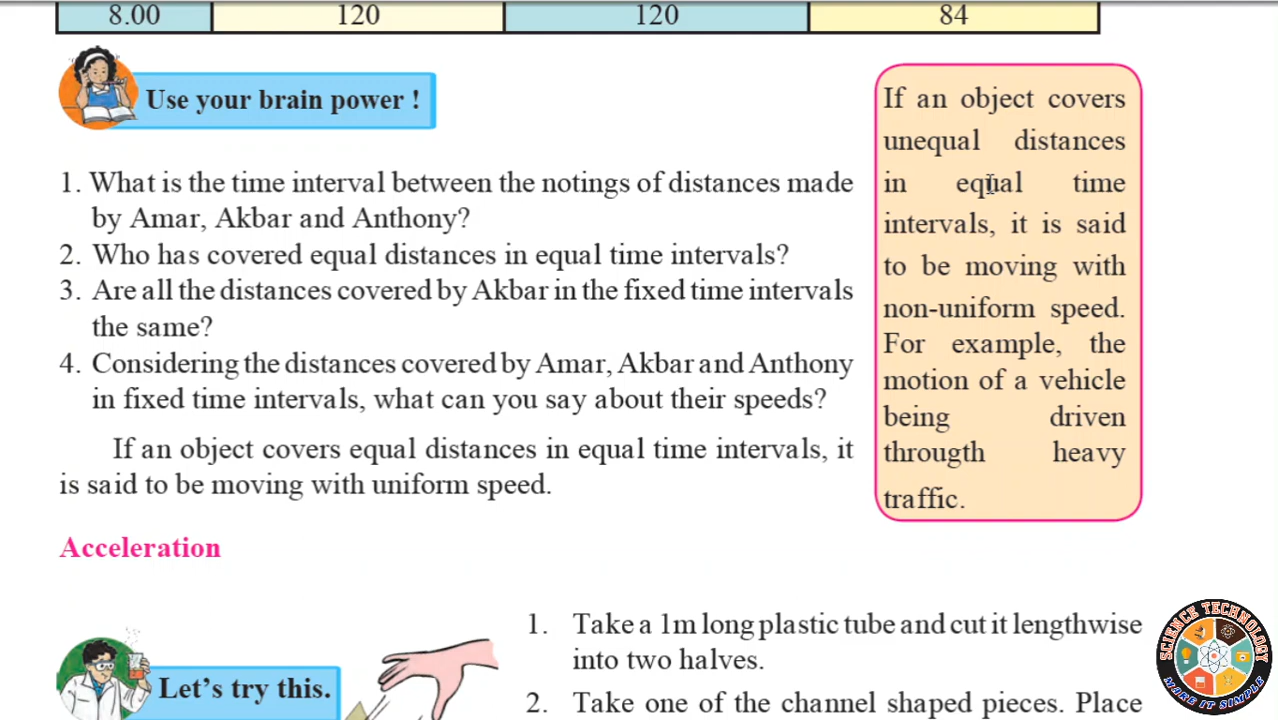 8.00 120 120 84
Use your brain power !
1. What is the time interval between the notings of distances made
by Amar, Akbar and Anthony?
2. Who has covered equal distances in equal time intervals?
3. Are all the distances covered by Akbar in the fixed time intervals
the same?
4. Considering the distances covered by Amar, Akbar and Anthony
in fixed time intervals, what can you say about their speeds?
If an object covers equal distances in equal time intervals, it
is said to be moving with uniform speed.
If an object covers
unequal distances
in equal time
intervals, it is said
to be moving with
non-uniform speed.
For example, the
motion of a vehicle
being driven
througth heavy
traffic.
Acceleration
Let's try this.
1. Take a 1m long plastic tube and cut it lengthwise
into two halves.
2. Take one of the channel shaped pieces. Place
SCIENCE TECHNOLOGY
MAKE IT SIMPLE